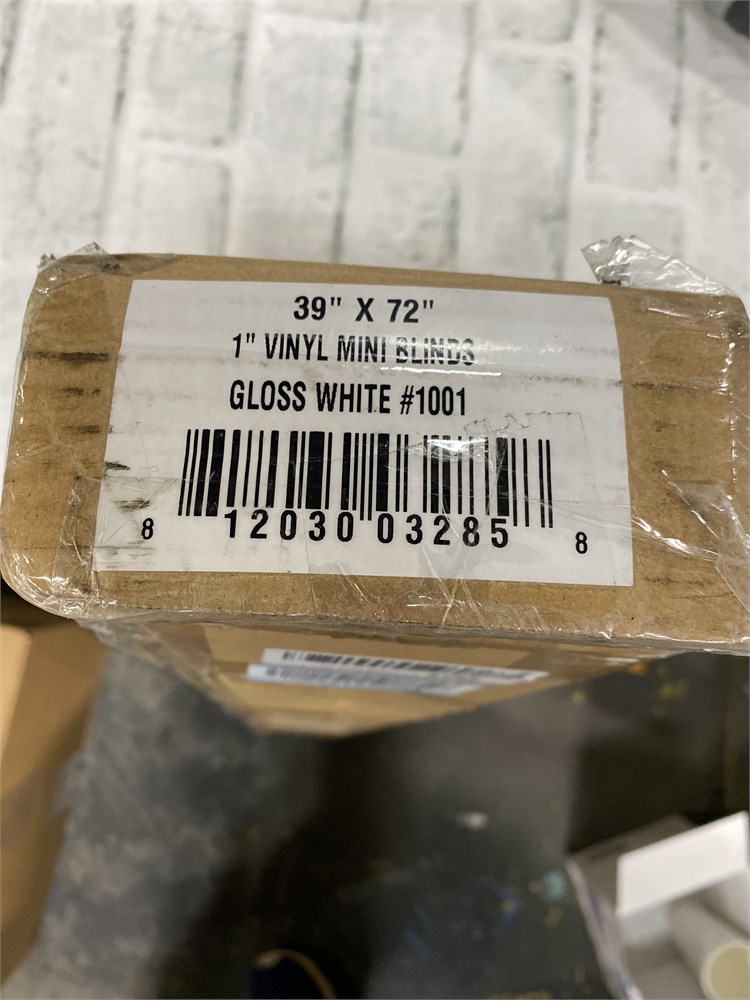 39" X 72"
1" VINYL MINI BLINDS
GLOSS WHITE #1001
8 12030 03285 8